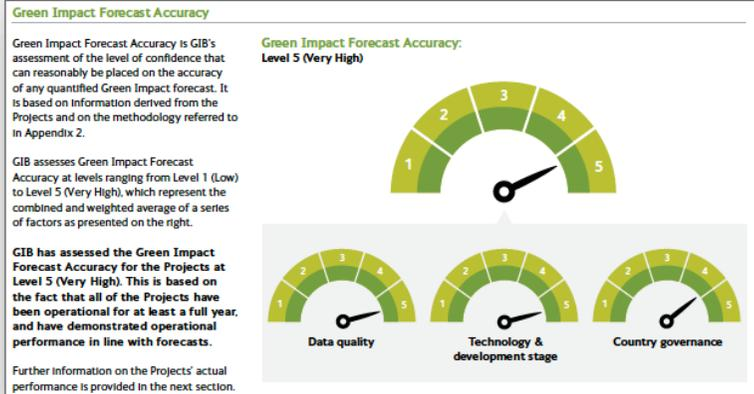 Green Impact Forecast Accuracy
Green Impact Forecast Accuracy is GIB's
assessment of the level of confidence that
can reasonably be placed on the accuracy
of any quantified Green Impact forecast. It
is based on information derived from the
Projects and on the methodology referred to
in Appendix 2.
GIB assesses Green Impact Forecast
Accuracy at levels ranging from Level 1 (Low)
to Level 5 (Very High), which represent the
combined and weighted average of a series
of factors as presented on the right.
GIB has assessed the Green Impact
Forecast Accuracy for the Projects at
Level 5 (Very High). This is based on
the fact that all of the Projects have
been operational for at least a full year,
and have demonstrated operational
performance in line with forecasts.
Further information on the Projects' actual
performance is provided in the next section.
Green Impact Forecast Accuracy:
Level 5 (Very High)
1 2 3 4 5
1 2 3 4 5
Data quality
1 2 3 4 5
Technology &
development stage
1 2 3 4 5
Country governance